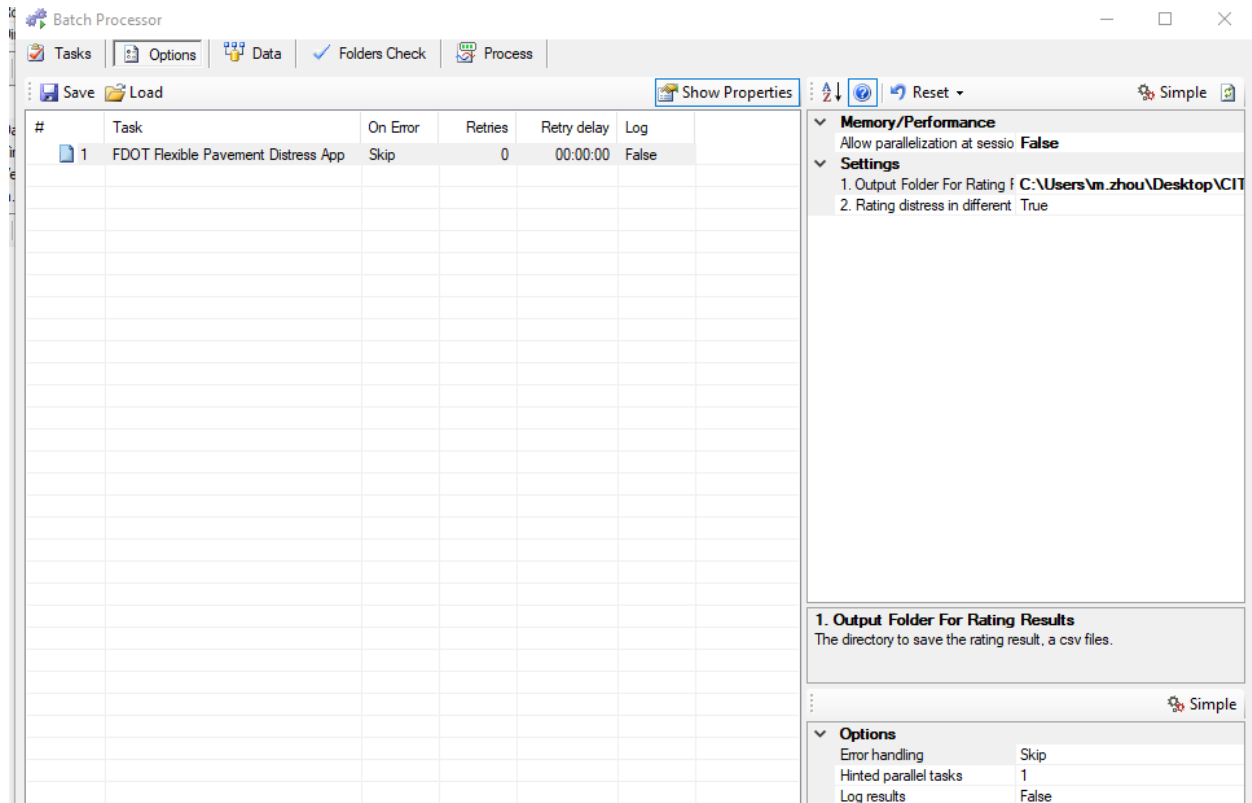 Batch Processor
Tasks Options Data Folders Check Process
Save Load Show Properties Reset Simple
# Task On Error Retries Retry delay Log
1 FDOT Flexible Pavement Distress App Skip 0 00:00:00 False
Memory/Performance
Allow parallelization at sessio False
Settings
1. Output Folder For Rating F C:\Users\m.zhou\Desktop\CIT
2. Rating distress in different True
1. Output Folder For Rating Results
The directory to save the rating result, a csv files.
Simple
Options
Error handling Skip
Hinted parallel tasks 1
Log results False